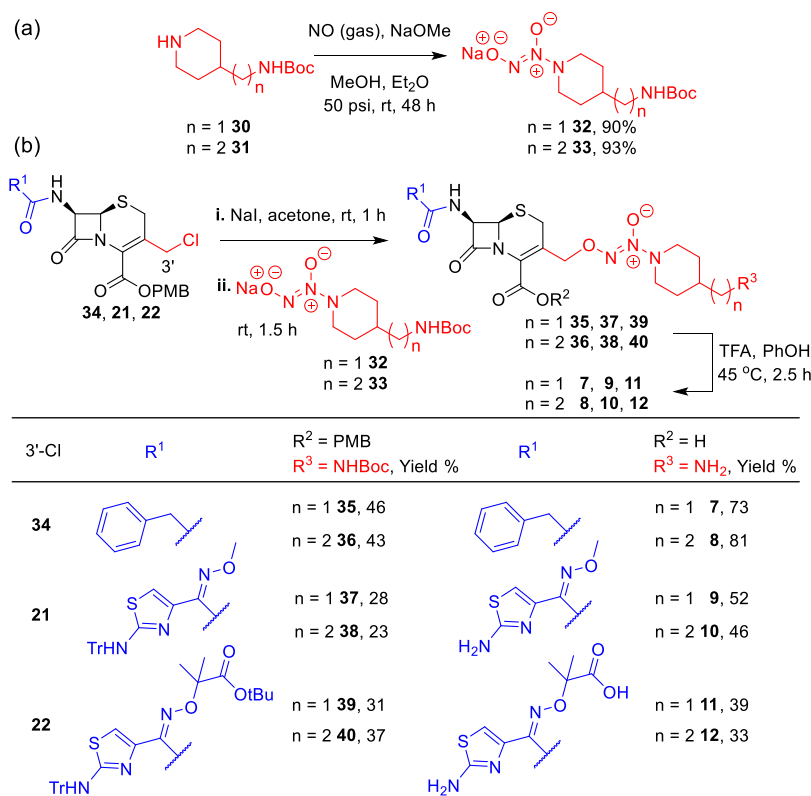 (a)
HN
NHBoc
n
n = 1 30
n = 2 31
NO (gas), NaOMe
MeOH, Et₂O
50 psi, rt, 48 h
NaO
N
N
O
N
NHBoc
n
n = 1 32, 90%
n = 2 33, 93%
(b)
R¹
O
H
N
S
N
O
Cl
3'
O
OPMB
34, 21, 22
i. NaI, acetone, rt, 1 h
ii.
NaO
N
N
O
N
NHBoc
n
rt, 1.5 h
n = 1 32
n = 2 33
R¹
O
H
N
S
N
O
O
OR²
O
N
N
O
N
R³
n
n = 1 35, 37, 39
n = 2 36, 38, 40
TFA, PhOH
45 °C, 2.5 h
n = 1 7, 9, 11
n = 2 8, 10, 12
3'-Cl
R¹
R² = PMB
R³ = NHBoc, Yield %
R¹
R² = H
R³ = NH₂, Yield %
34
n = 1 35, 46
n = 2 36, 43
n = 1 7, 73
n = 2 8, 81
21
S
N
TrHN
N
O
n = 1 37, 28
n = 2 38, 23
S
N
H₂N
N
O
n = 1 9, 52
n = 2 10, 46
22
O
OtBu
O
N
S
N
TrHN
n = 1 39, 31
n = 2 40, 37
O
OH
O
N
S
N
H₂N
n = 1 11, 39
n = 2 12, 33